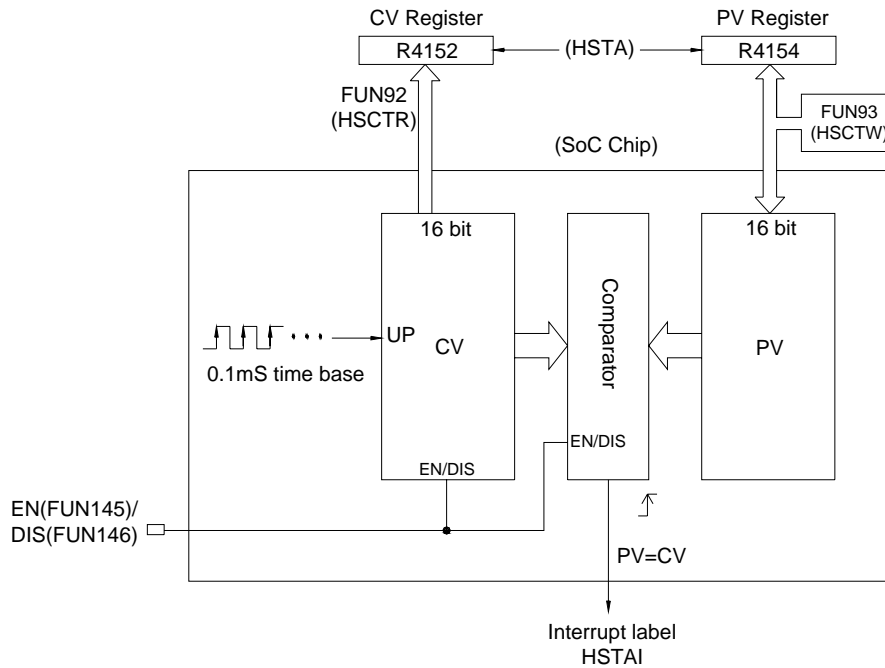 CV Register
PV Register
R4152
(HSTA)
R4154
FUN92
(HSCTR)
FUN93
(HSCTW)
(SoC Chip)
16 bit
16 bit
UP
CV
Comparator
PV
0.1mS time base
EN/DIS
EN/DIS
EN(FUN145)/
DIS(FUN146)
PV=CV
Interrupt label
HSTAI